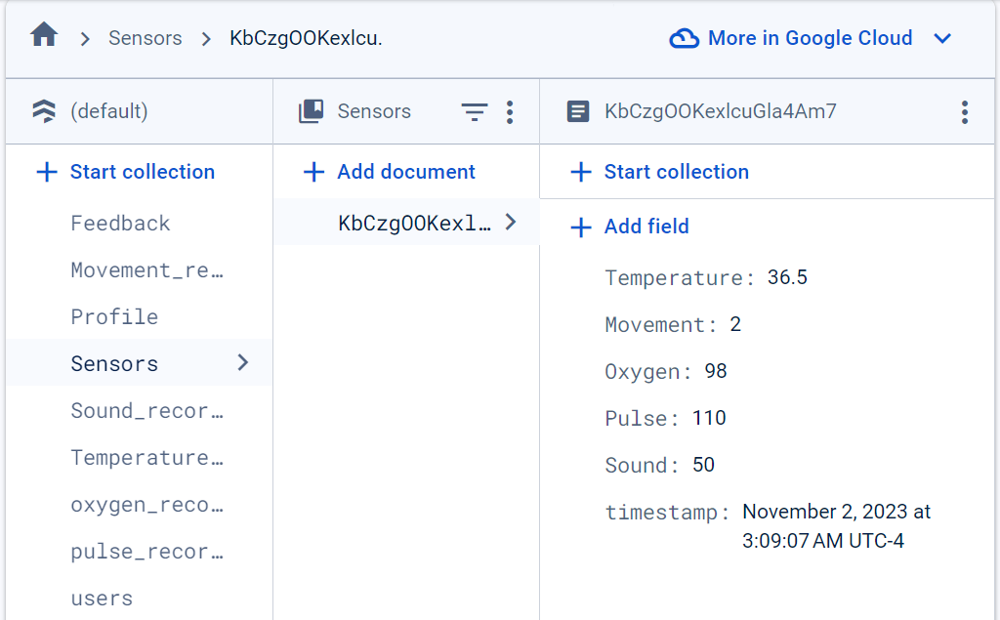 Sensors KbCzgOOKexlcu.
More in Google Cloud
(default)
Start collection
Feedback
Movement_re…
Profile
Sensors
Sound_recor…
Temperature…
oxygen_reco…
pulse_recor…
users
Sensors
Add document
KbCzgOOKexl…
KbCzgOOKexlcuGla4Am7
Start collection
Add field
Temperature: 36.5
Movement: 2
Oxygen: 98
Pulse: 110
Sound: 50
timestamp: November 2, 2023 at
3:09:07 AM UTC-4